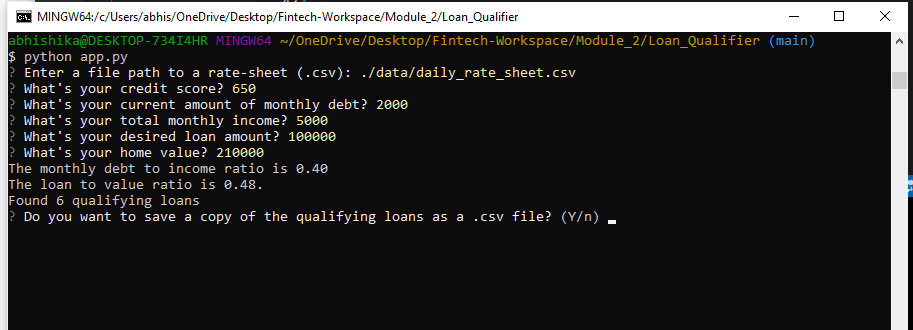 MINGW64:/c/Users/abhis/OneDrive/Desktop/Fintech-Workspace/Module_2/Loan_Qualifier
abhishika@DESKTOP-734I4HR MINGW64 ~/OneDrive/Desktop/Fintech-Workspace/Module_2/Loan_Qualifier (main)
$ python app.py
? Enter a file path to a rate-sheet (.csv): ./data/daily_rate_sheet.csv
? What's your credit score? 650
? What's your current amount of monthly debt? 2000
? What's your total monthly income? 5000
? What's your desired loan amount? 100000
? What's your home value? 210000
The monthly debt to income ratio is 0.40
The loan to value ratio is 0.48.
Found 6 qualifying loans
? Do you want to save a copy of the qualifying loans as a .csv file? (Y/n)